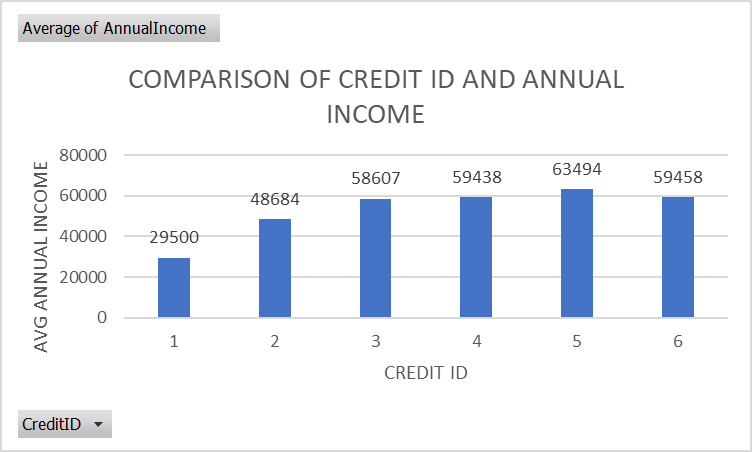 Average of AnnualIncome
COMPARISON OF CREDIT ID AND ANNUAL
INCOME
AVG ANNUAL INCOME
80000
60000
40000
20000
0
29500
48684
58607
59438
63494
59458
1 2 3 4 5 6
CREDIT ID
CreditID